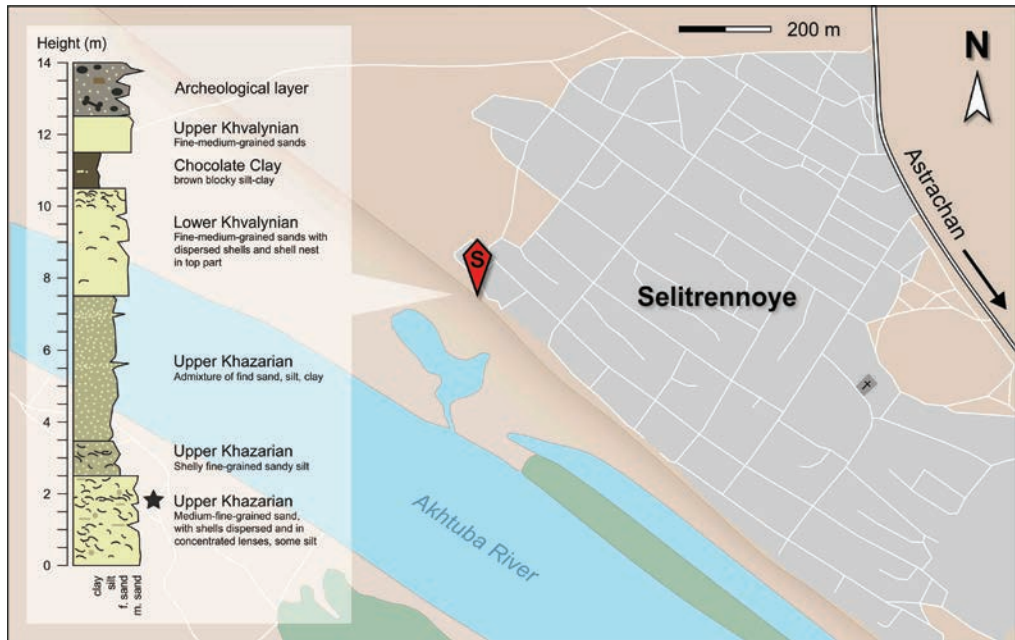 Height (m)
14
12
10
8
6
4
2
0
Archeological layer
Upper Khvalynian
Fine-medium-grained sands
Chocolate Clay
brown blocky silt-clay
Lower Khvalynian
Fine-medium-grained sands with
dispersed shells and shell nest
in top part
Upper Khazarian
Admixture of find sand, silt, clay
Upper Khazarian
Shelly fine-grained sandy silt
Upper Khazarian
Medium-fine-grained sand,
with shells dispersed and in
concentrated lenses, some silt
clay
silt
f. sand
m. sand
200 m
N
Astrachan
S
Selitrennoye
Akhtuba River